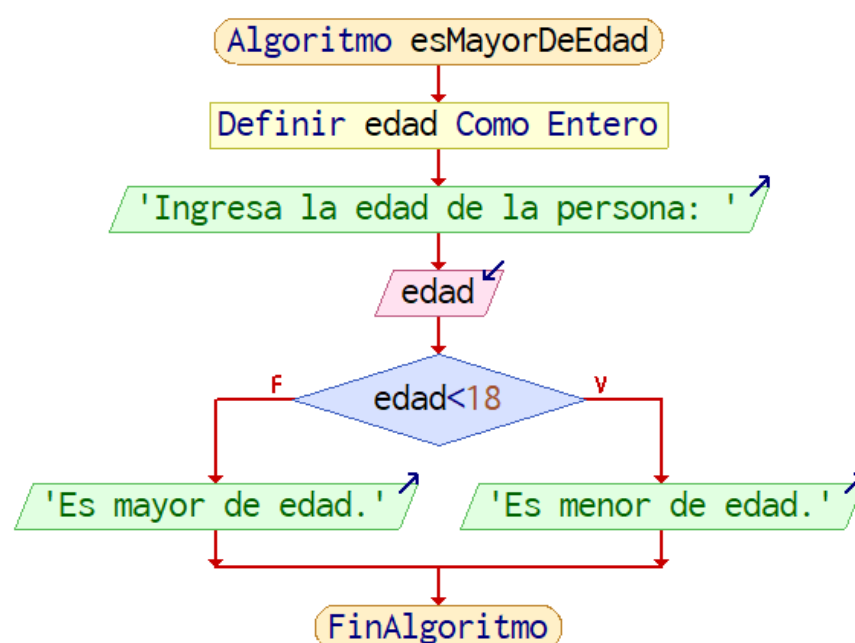 Algoritmo esMayorDeEdad
Definir edad Como Entero
'Ingresa la edad de la persona: '
edad
F
V
edad<18
'Es mayor de edad.'
'Es menor de edad.'
FinAlgoritmo